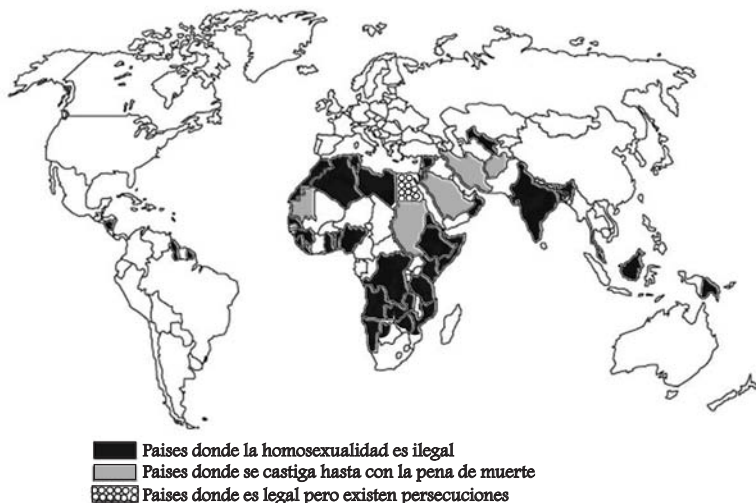 Paises donde la homosexualidad es ilegal
Paises donde se castiga hasta con la pena de muerte
Paises donde es legal pero existen persecuciones